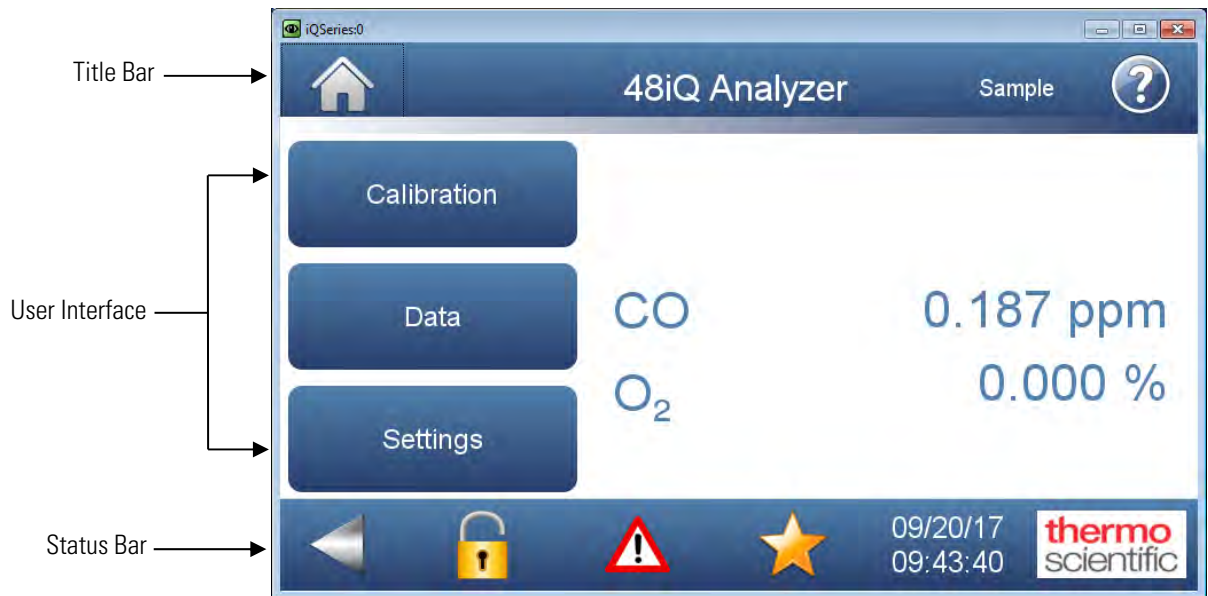 iQSeries:0
Title Bar
48iQ Analyzer
Sample
?
User Interface
Calibration
Data
Settings
CO 0.187 ppm
O₂ 0.000 %
Status Bar
!
09/20/17
09:43:40
thermo
scientific